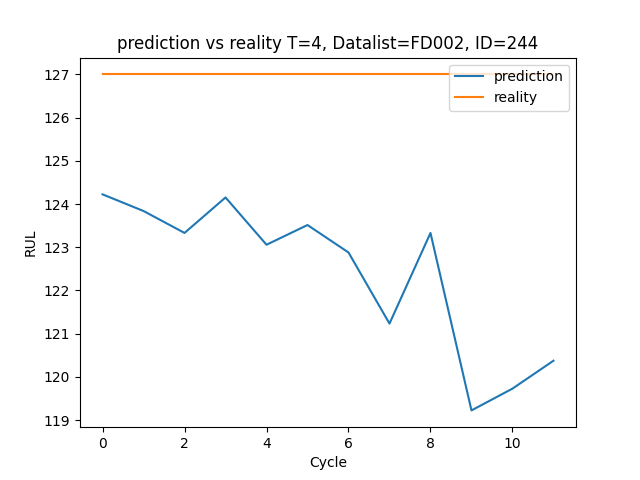 prediction vs reality T=4, Datalist=FD002, ID=244
127
126
125
124
123
122
121
120
119
RUL
prediction
reality
0 2 4 6 8 10
Cycle